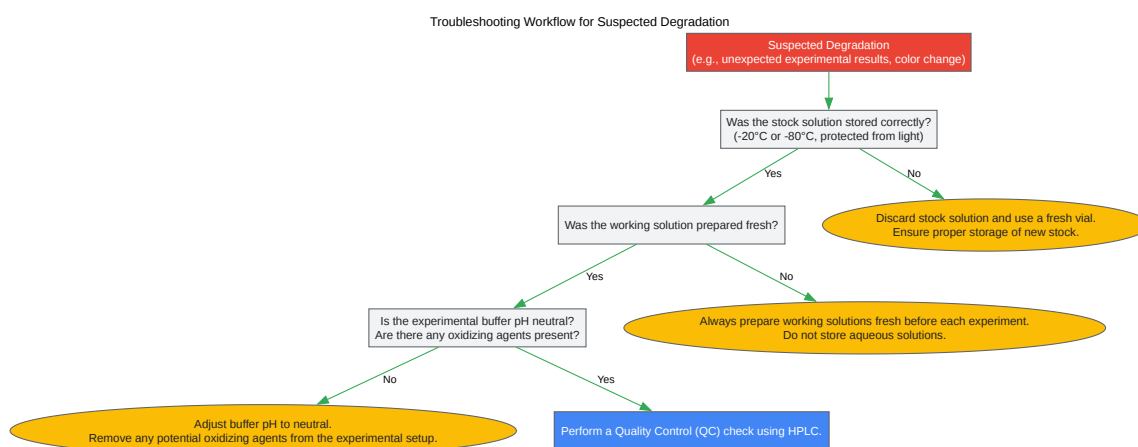 Troubleshooting Workflow for Suspected Degradation
Suspected Degradation
(e.g., unexpected experimental results, color change)
Was the stock solution stored correctly?
(-20°C or -80°C, protected from light)
Yes
No
Was the working solution prepared fresh?
Discard stock solution and use a fresh vial.
Ensure proper storage of new stock.
Yes
No
Is the experimental buffer pH neutral?
Are there any oxidizing agents present?
Always prepare working solutions fresh before each experiment.
Do not store aqueous solutions.
No
Yes
Adjust buffer pH to neutral.
Remove any potential oxidizing agents from the experimental setup.
Perform a Quality Control (QC) check using HPLC.